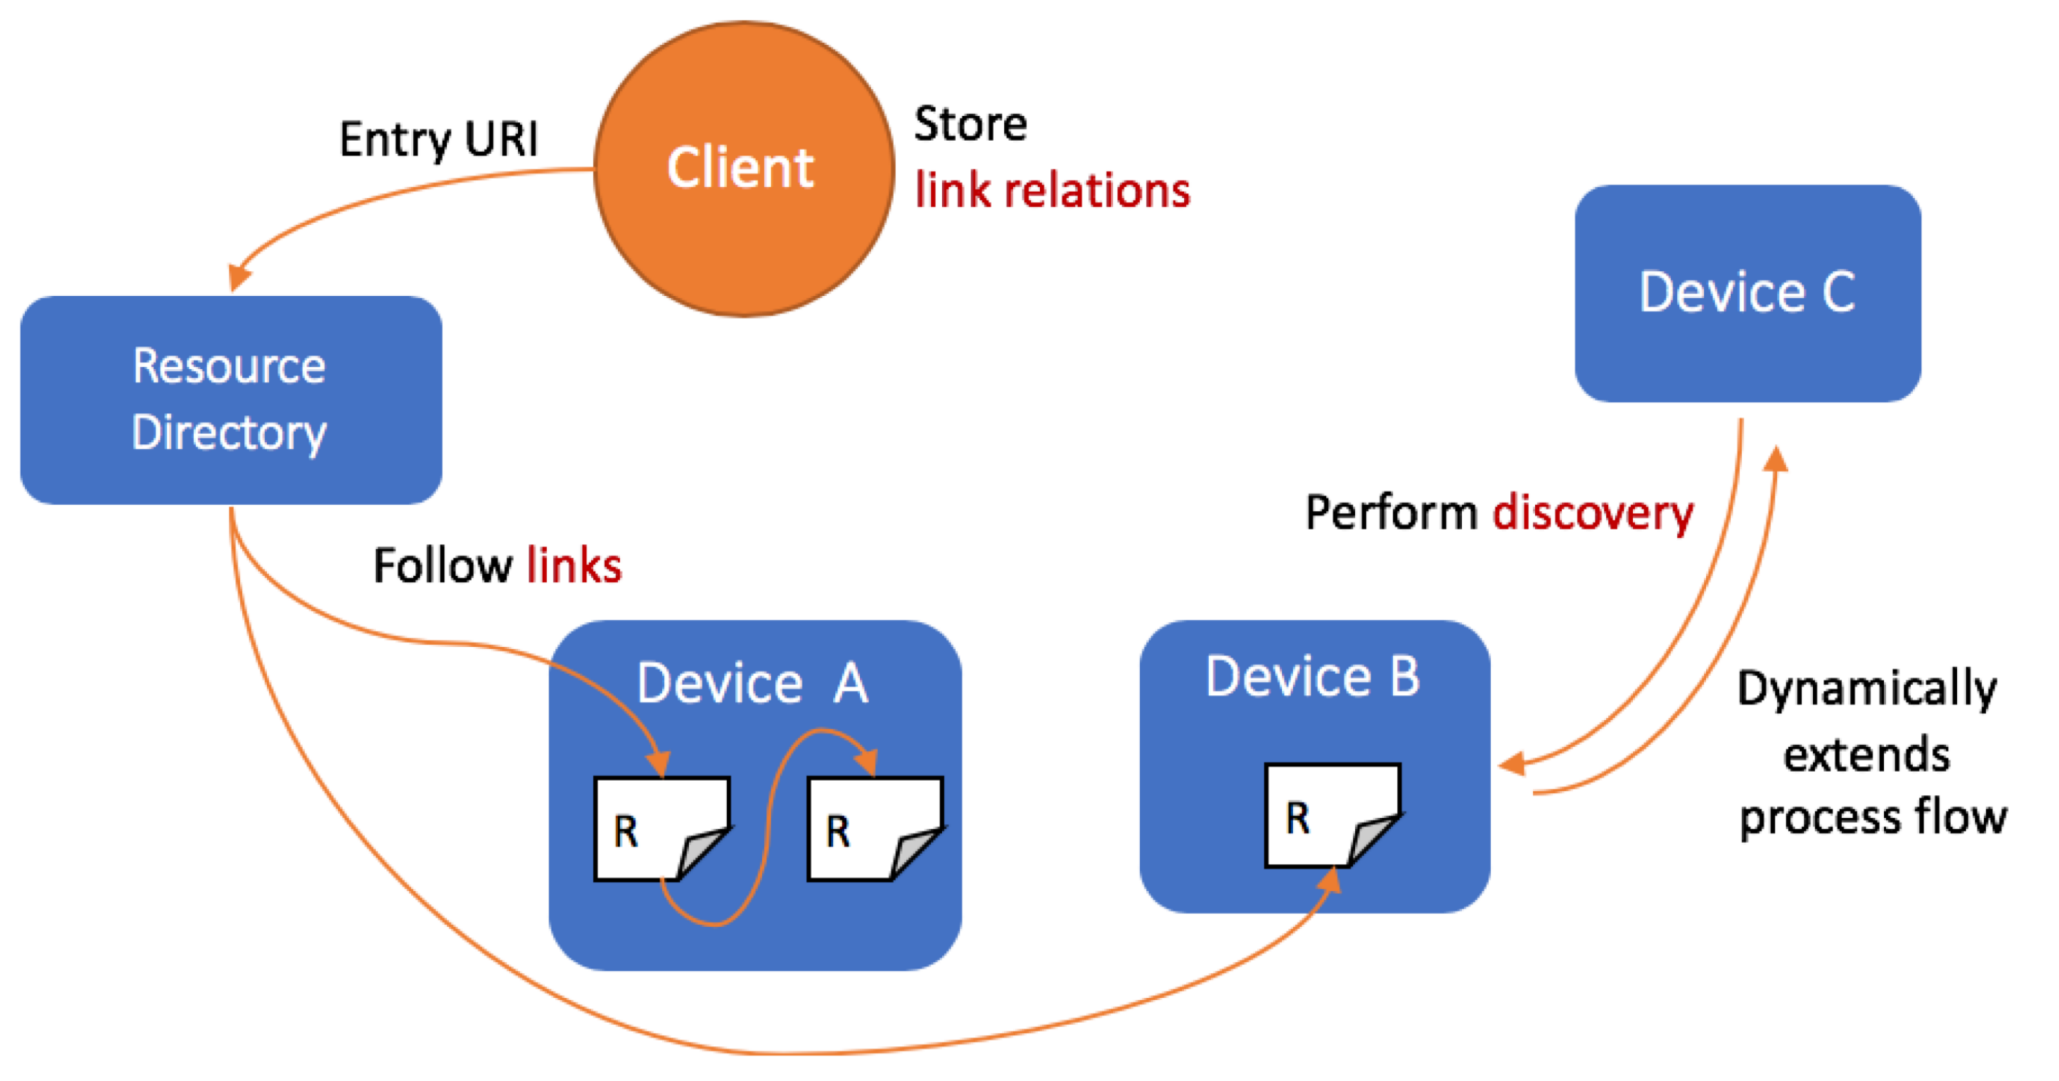 Entry URI
Client
Store
link relations
Resource
Directory
Device C
Follow links
Perform discovery
Device  A
R
R
Device B
R
Dynamically
extends
process flow